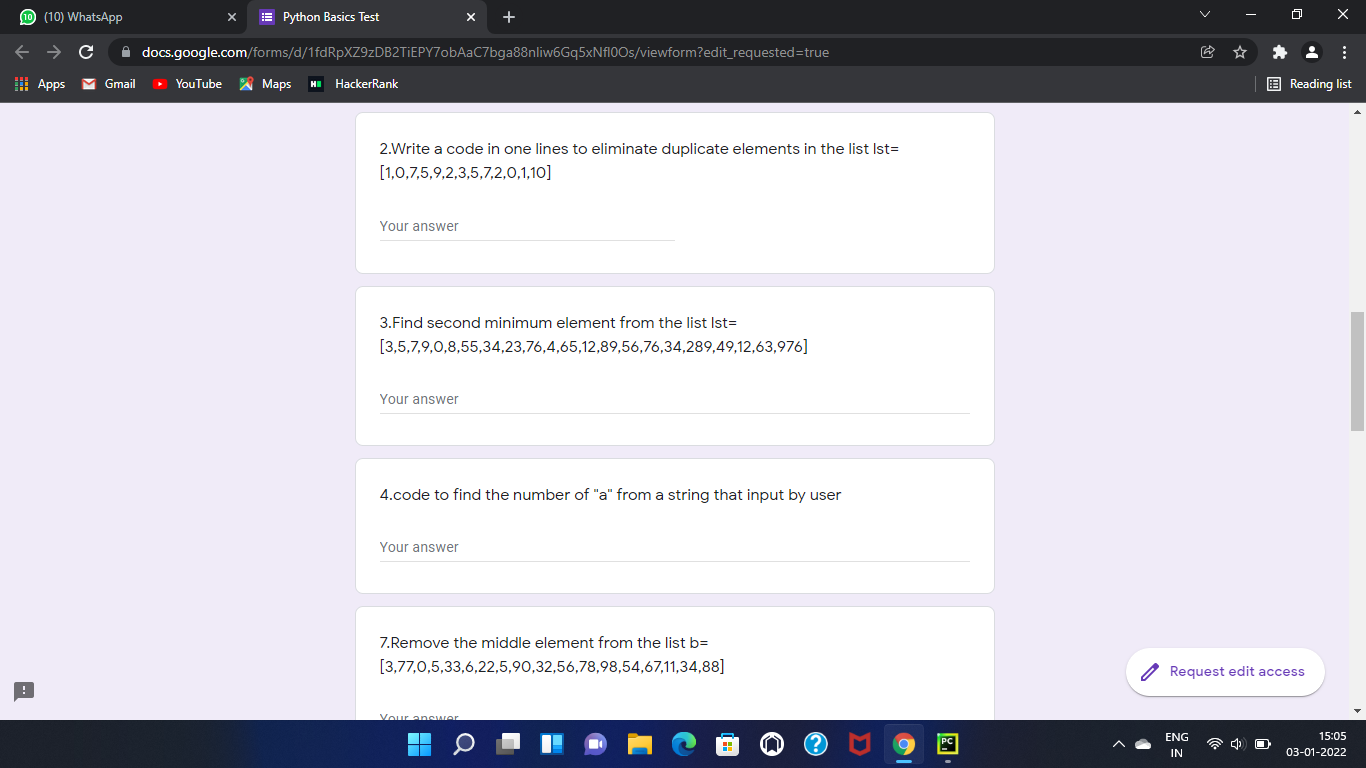 (10) WhatsApp
Python Basics Test
docs.google.com/forms/d/1fdRpXZ9zDB2TiEPY7obAaC7bga88nliw6Gq5xNfl0Os/viewform?edit_requested=true
Apps Gmail YouTube Maps HackerRank Reading list
2.Write a code in one lines to eliminate duplicate elements in the list lst=
[1,0,7,5,9,2,3,5,7,2,0,1,10]
Your answer
3.Find second minimum element from the list lst=
[3,5,7,9,0,8,55,34,23,76,4,65,12,89,56,76,34,289,49,12,63,976]
Your answer
4.code to find the number of "a" from a string that input by user
Your answer
7.Remove the middle element from the list b=
[3,77,0,5,33,6,22,5,90,32,56,78,98,54,67,11,34,88]
Your answer
Request edit access
ENG
IN
15:05
03-01-2022